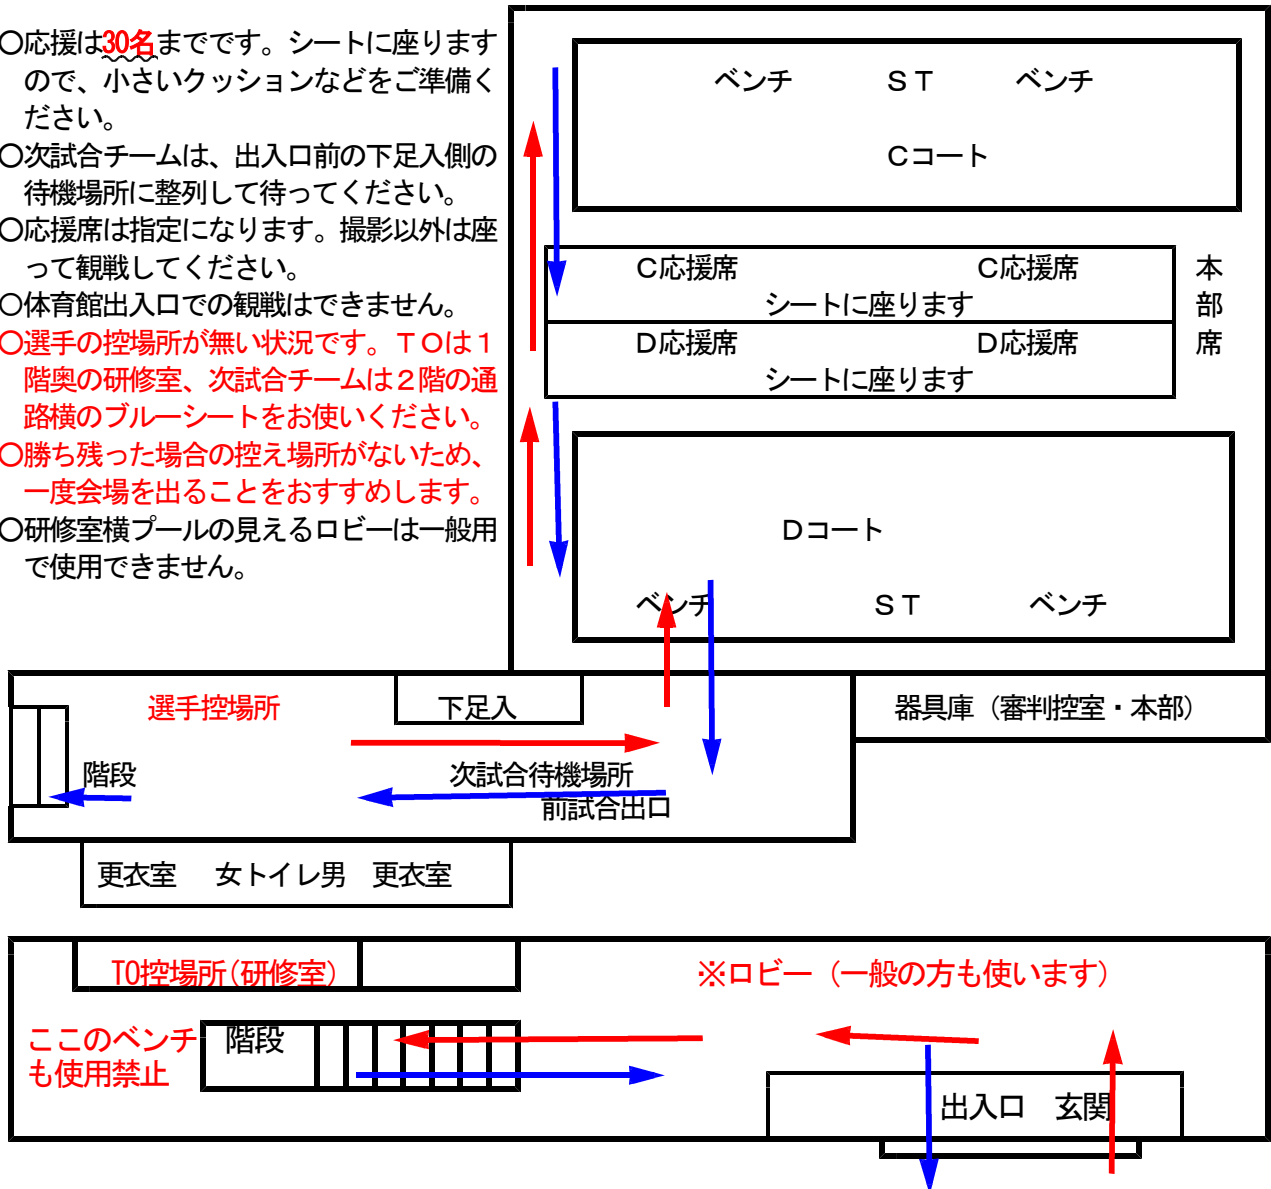 ○応援は30名までです。シートに座ります
ので、小さいクッションなどをご準備く
ださい。
○次試合チームは、出入口前の下足入側の
待機場所に整列して待ってください。
○応援席は指定になります。撮影以外は座
って観戦してください。
○体育館出入口での観戦はできません。
○選手の控場所が無い状況です。ＴＯは１
階奥の研修室、次試合チームは２階の通
路横のブルーシートをお使いください。
○勝ち残った場合の控え場所がないため、
一度会場を出ることをおすすめします。
○研修室横プールの見えるロビーは一般用
で使用できません。
ベンチ ＳＴ ベンチ
Ｃコート
Ｃ応援席 Ｃ応援席
シートに座ります
Ｄ応援席 Ｄ応援席
シートに座ります
本部席
Ｄコート
ベンチ ＳＴ ベンチ
選手控場所 下足入 器具庫（審判控室・本部）
階段 次試合待機場所
前試合出口
更衣室 女トイレ男 更衣室
TO控場所(研修室) ※ロビー（一般の方も使います）
ここのベンチ 階段
も使用禁止
出入口 玄関